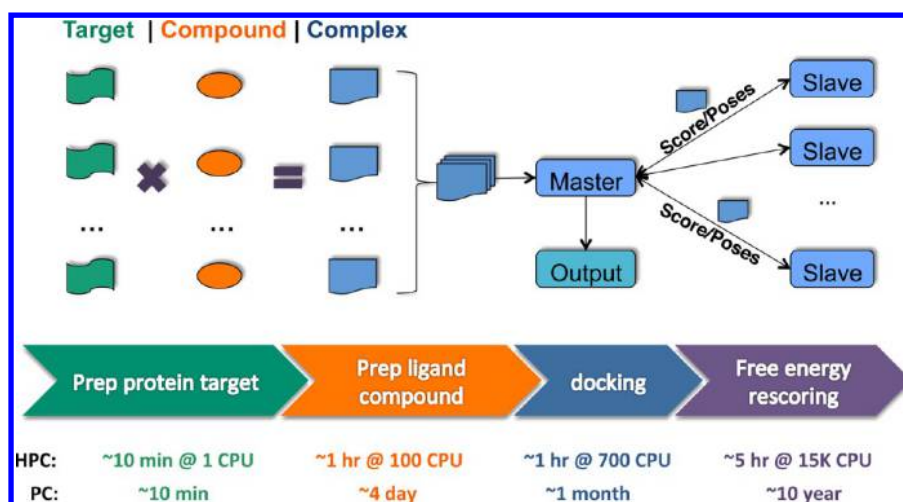 Target | Compound | Complex
Slave
Score/Poses
Slave
Master
...
Score/Poses
... ... ...
Output
Slave
Prep protein target
Prep ligand
compound
docking
Free energy
rescoring
HPC: ~10 min @ 1 CPU ~1 hr @ 100 CPU ~1 hr @ 700 CPU ~5 hr @ 15K CPU
PC: ~10 min ~4 day ~1 month ~10 year